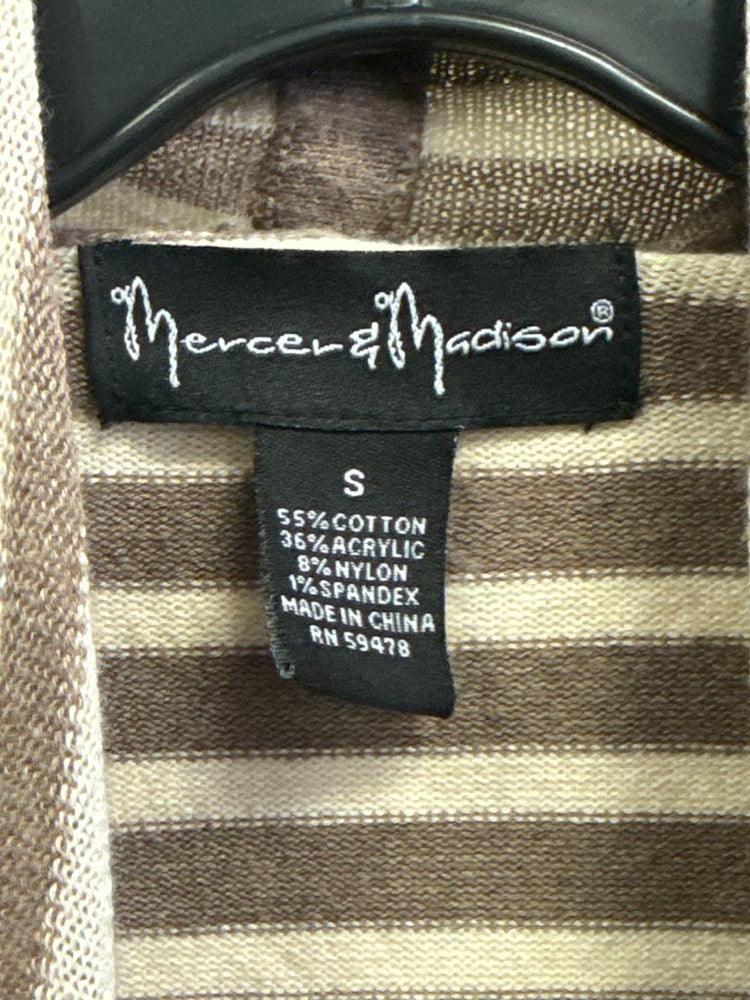 Mercer & Madison®
S
55% COTTON
36% ACRYLIC
8% NYLON
1% SPANDEX
MADE IN CHINA
RN 59478